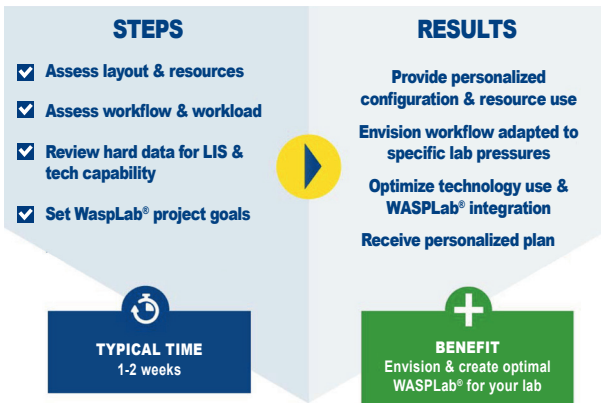 STEPS
Assess layout & resources
Assess workflow & workload
Review hard data for LIS &
tech capability
Set WaspLab® project goals
TYPICAL TIME
1-2 weeks
RESULTS
Provide personalized
configuration & resource use
Envision workflow adapted to
specific lab pressures
Optimize technology use &
WASPLab® integration
Receive personalized plan
BENEFIT
Envision & create optimal
WASPLab® for your lab